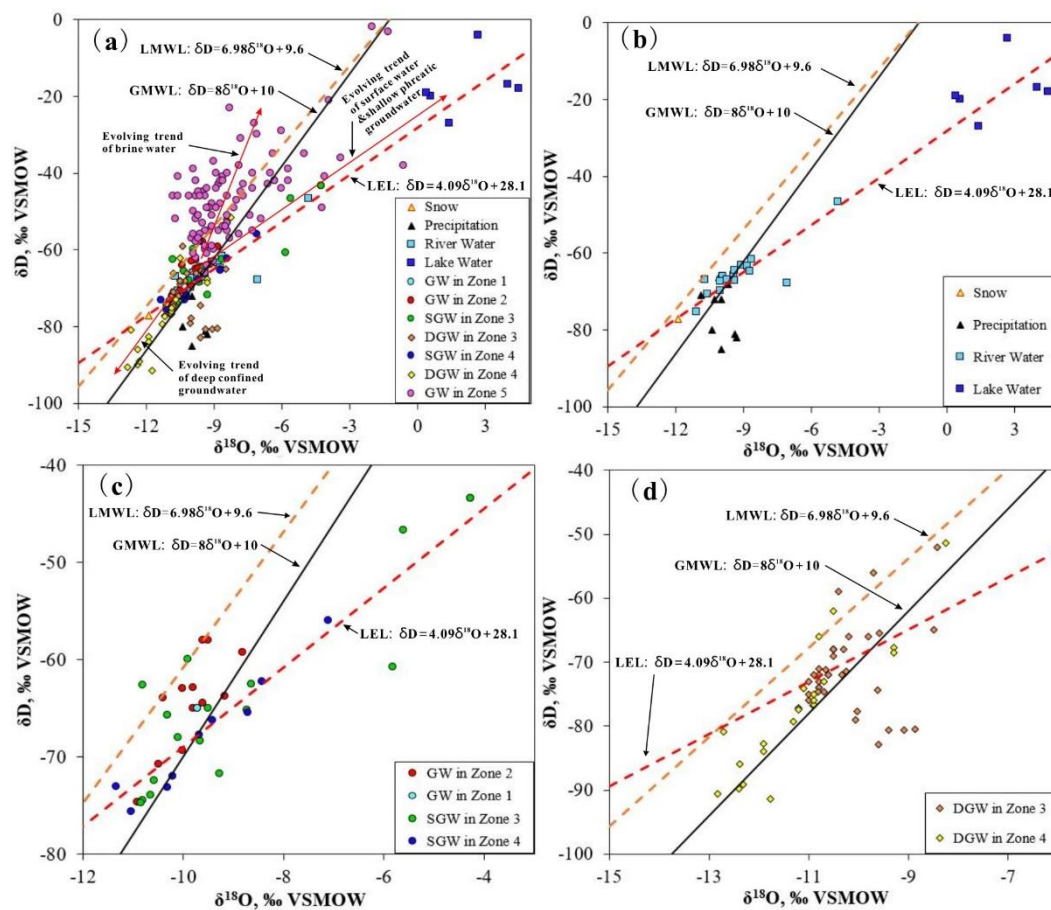 (a)
LMWL: δD=6.98δ¹⁸O+9.6
GMWL: δD=8δ¹⁸O+10
Evolving trend
of brine water
Evolving trend
of surface water
&shallow phreatic
groundwater
LEL: δD=4.09δ¹⁸O+28.1
Evolving trend
of deep confined
groundwater
Snow
Precipitation
River Water
Lake Water
GW in Zone 1
GW in Zone 2
SGW in Zone 3
DGW in Zone 3
SGW in Zone 4
DGW in Zone 4
GW in Zone 5
δD, ‰ VSMOW
0
-20
-40
-60
-80
-100
-15 -12 -9 -6 -3 0 3
δ¹⁸O, ‰ VSMOW
(b)
LMWL: δD=6.98δ¹⁸O+9.6
GMWL: δD=8δ¹⁸O+10
LEL: δD=4.09δ¹⁸O+28.1
Snow
Precipitation
River Water
Lake Water
δD, ‰ VSMOW
0
-20
-40
-60
-80
-100
-15 -12 -9 -6 -3 0 3
δ¹⁸O, ‰ VSMOW
(c)
LMWL: δD=6.98δ¹⁸O+9.6
GMWL: δD=8δ¹⁸O+10
LEL: δD=4.09δ¹⁸O+28.1
GW in Zone 2
GW in Zone 1
SGW in Zone 3
SGW in Zone 4
δD, ‰ VSMOW
-40
-50
-60
-70
-80
-12 -10 -8 -6 -4
δ¹⁸O, ‰ VSMOW
(d)
LMWL: δD=6.98δ¹⁸O+9.6
GMWL: δD=8δ¹⁸O+10
LEL: δD=4.09δ¹⁸O+28.1
DGW in Zone 3
DGW in Zone 4
δD, ‰ VSMOW
-40
-50
-60
-70
-80
-90
-100
-15 -13 -11 -9 -7
δ¹⁸O, ‰ VSMOW